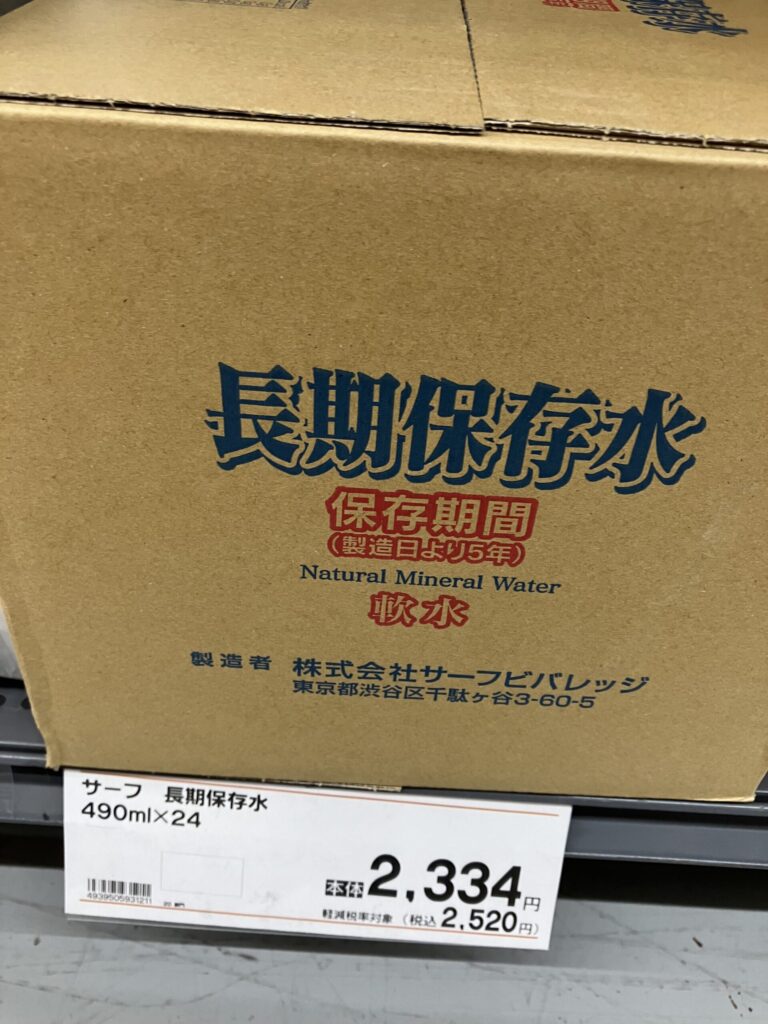 長期保存水
保存期間
(製造日より5年)
Natural Mineral Water
軟水
製造者 株式会社サーフビバレッジ
東京都渋谷区千駄ヶ谷3-60-5
サーフ 長期保存水
490ml×24
本体2,334円
4939505931211
軽減税率対象 (税込2,520円)